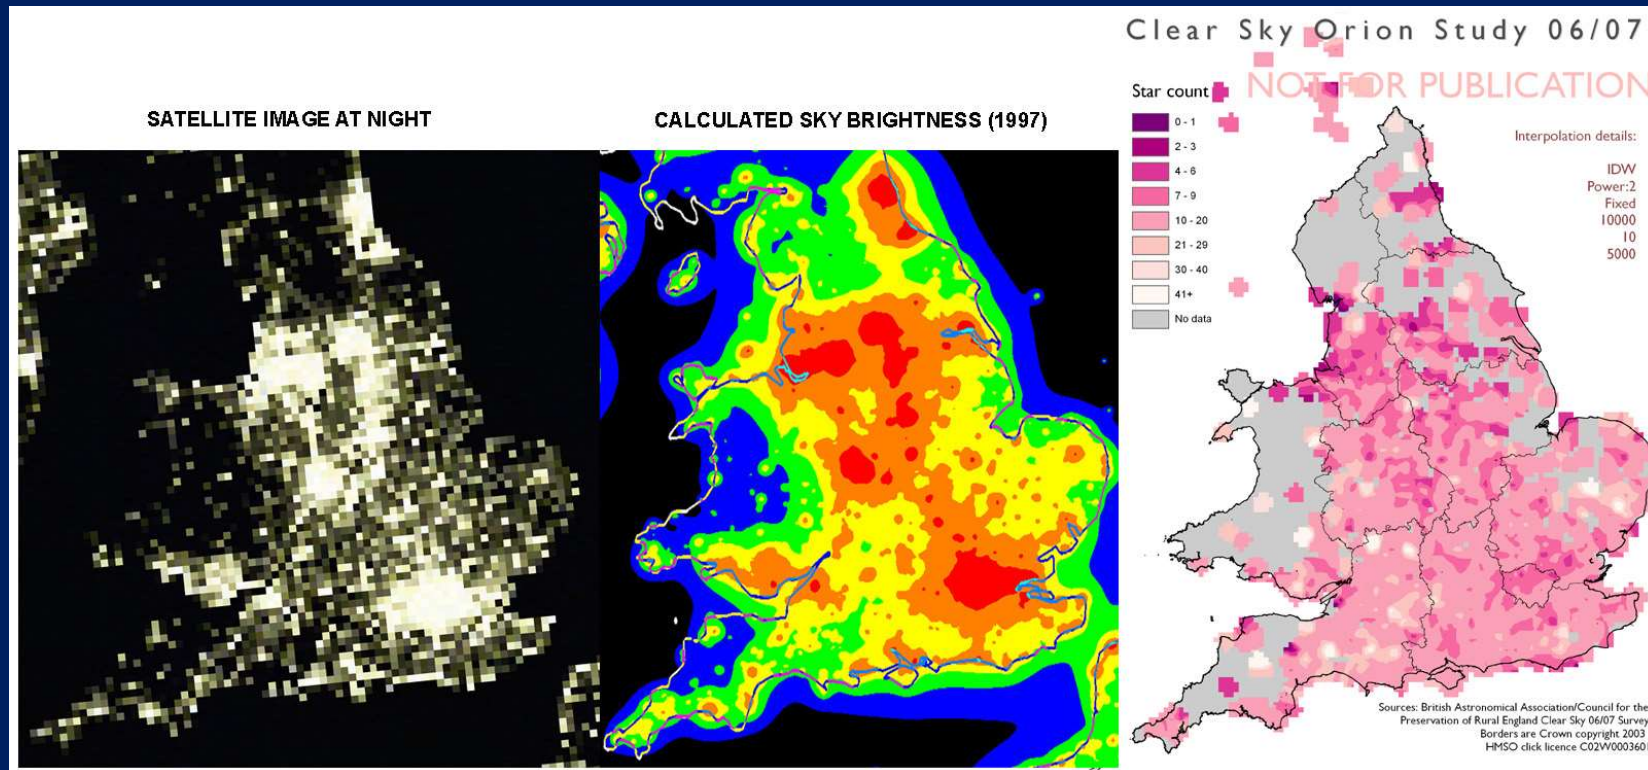 SATELLITE IMAGE AT NIGHT
CALCULATED SKY BRIGHTNESS (1997)
Clear Sky Orion Study 06/07
NOT FOR PUBLICATION
Star count
0 - 1
2 - 3
4 - 6
7 - 9
10 - 20
21 - 29
30 - 40
41+
No data
Interpolation details:
IDW
Power:2
Fixed
10000
10
5000
Sources: British Astronomical Association/Council for the
Preservation of Rural England Clear Sky 06/07 Survey
Borders are Crown copyright 2003
HMSO click licence C02W000360